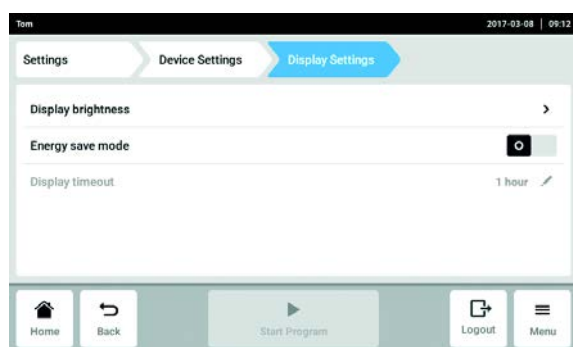 Tom 2017-03-08 | 09:12
Settings Device Settings Display Settings
Display brightness
Energy save mode
Display timeout 1 hour
Home Back Start Program Logout Menu